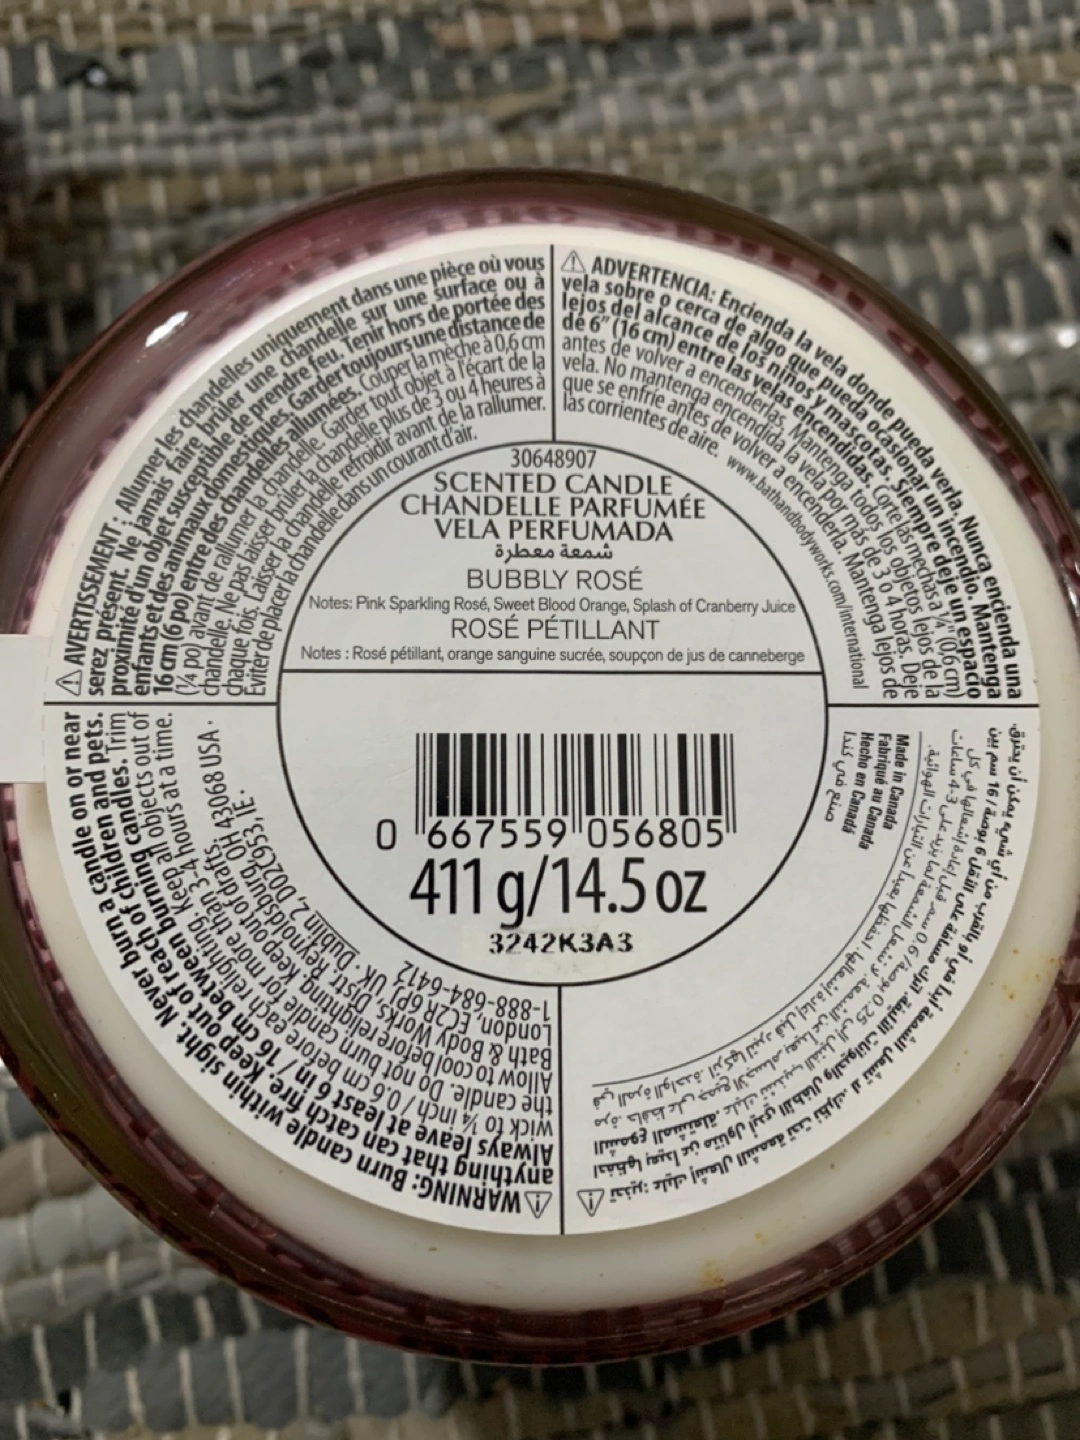 ⚠ AVERTISSEMENT : Allumer les chandelles uniquement dans une pièce où vous
serez présent. Ne jamais faire brûler une chandelle sur une surface ou à
proximité d'un objet susceptible de prendre feu. Tenir hors de portée des
enfants et des animaux domestiques. Garder toujours une distance de
16 cm (6 po) entre des chandelles allumées. Couper la mèche à 0,6 cm
(¼ po) avant de rallumer la chandelle. Garder tout objet à l'écart de la
chandelle. Ne pas laisser brûler la chandelle plus de 3 ou 4 heures à
chaque fois. Laisser la chandelle refroidir avant de la rallumer.
Éviter de placer la chandelle dans un courant d'air.
⚠ ADVERTENCIA: Encienda la vela donde pueda verla. Nunca encienda una
vela sobre o cerca de algo que pueda ocasionar un incendio. Mantenga
lejos del alcance de los niños y mascotas. Siempre deje un espacio
de 6" (16 cm) entre las velas encendidas. Corte las mechas a ¼" (0,6 cm)
antes de volver a encenderlas. Mantenga todos los objetos lejos de la
vela. No mantenga encendida la vela por más de 3 o 4 horas. Deje
que se enfríe antes de volver a encenderla. Mantenga lejos de
las corrientes de aire. www.bathandbodyworks.com/international
30648907
SCENTED CANDLE
CHANDELLE PARFUMÉE
VELA PERFUMADA
شمعة معطرة
BUBBLY ROSÉ
Notes: Pink Sparkling Rosé, Sweet Blood Orange, Splash of Cranberry Juice
ROSÉ PÉTILLANT
Notes : Rosé pétillant, orange sanguine sucrée, soupçon de jus de canneberge
0 667559 056805
411 g/14.5 oz
3242K3A3
⚠ WARNING: Burn candle within sight. Never burn a candle on or near
anything that can catch fire. Keep out of reach of children and pets.
Always leave at least 6 in / 16 cm between burning candles. Trim
wick to ¼ inch / 0.6 cm before each relighting. Keep all objects out of
the candle. Do not burn candle for more than 3-4 hours at a time.
Allow to cool before relighting. Keep out of drafts.
Bath & Body Works, Distr. Reynoldsburg, OH 43068 USA ·
London, EC2R 6PJ, UK · Dublin 2, D02C953, IE ·
1-888-684-6412
Made in Canada
Fabriqué au Canada
Hecho en Canadá
صنع في كندا